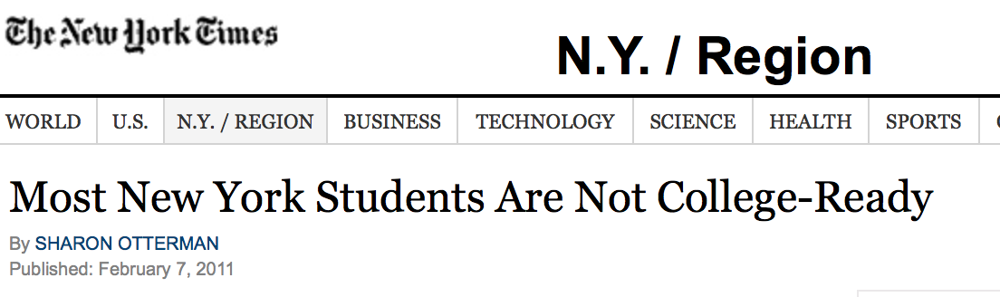 The New York Times
N.Y. / Region
WORLD U.S. N.Y. / REGION BUSINESS TECHNOLOGY SCIENCE HEALTH SPORTS
Most New York Students Are Not College-Ready
By SHARON OTTERMAN
Published: February 7, 2011